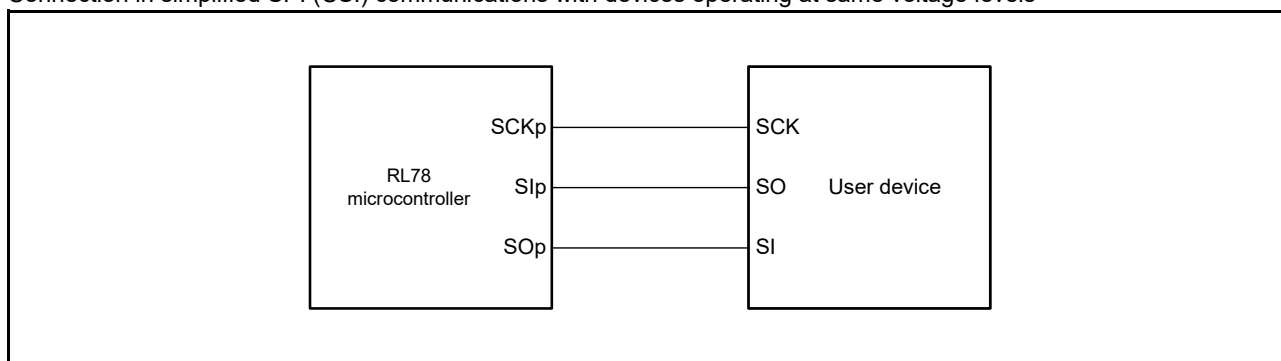 Connection in simplified SPI (CSI) communications with devices operating at same voltage levels
SCKp SCK
RL78
microcontroller
SIp SO User device
SOp SI